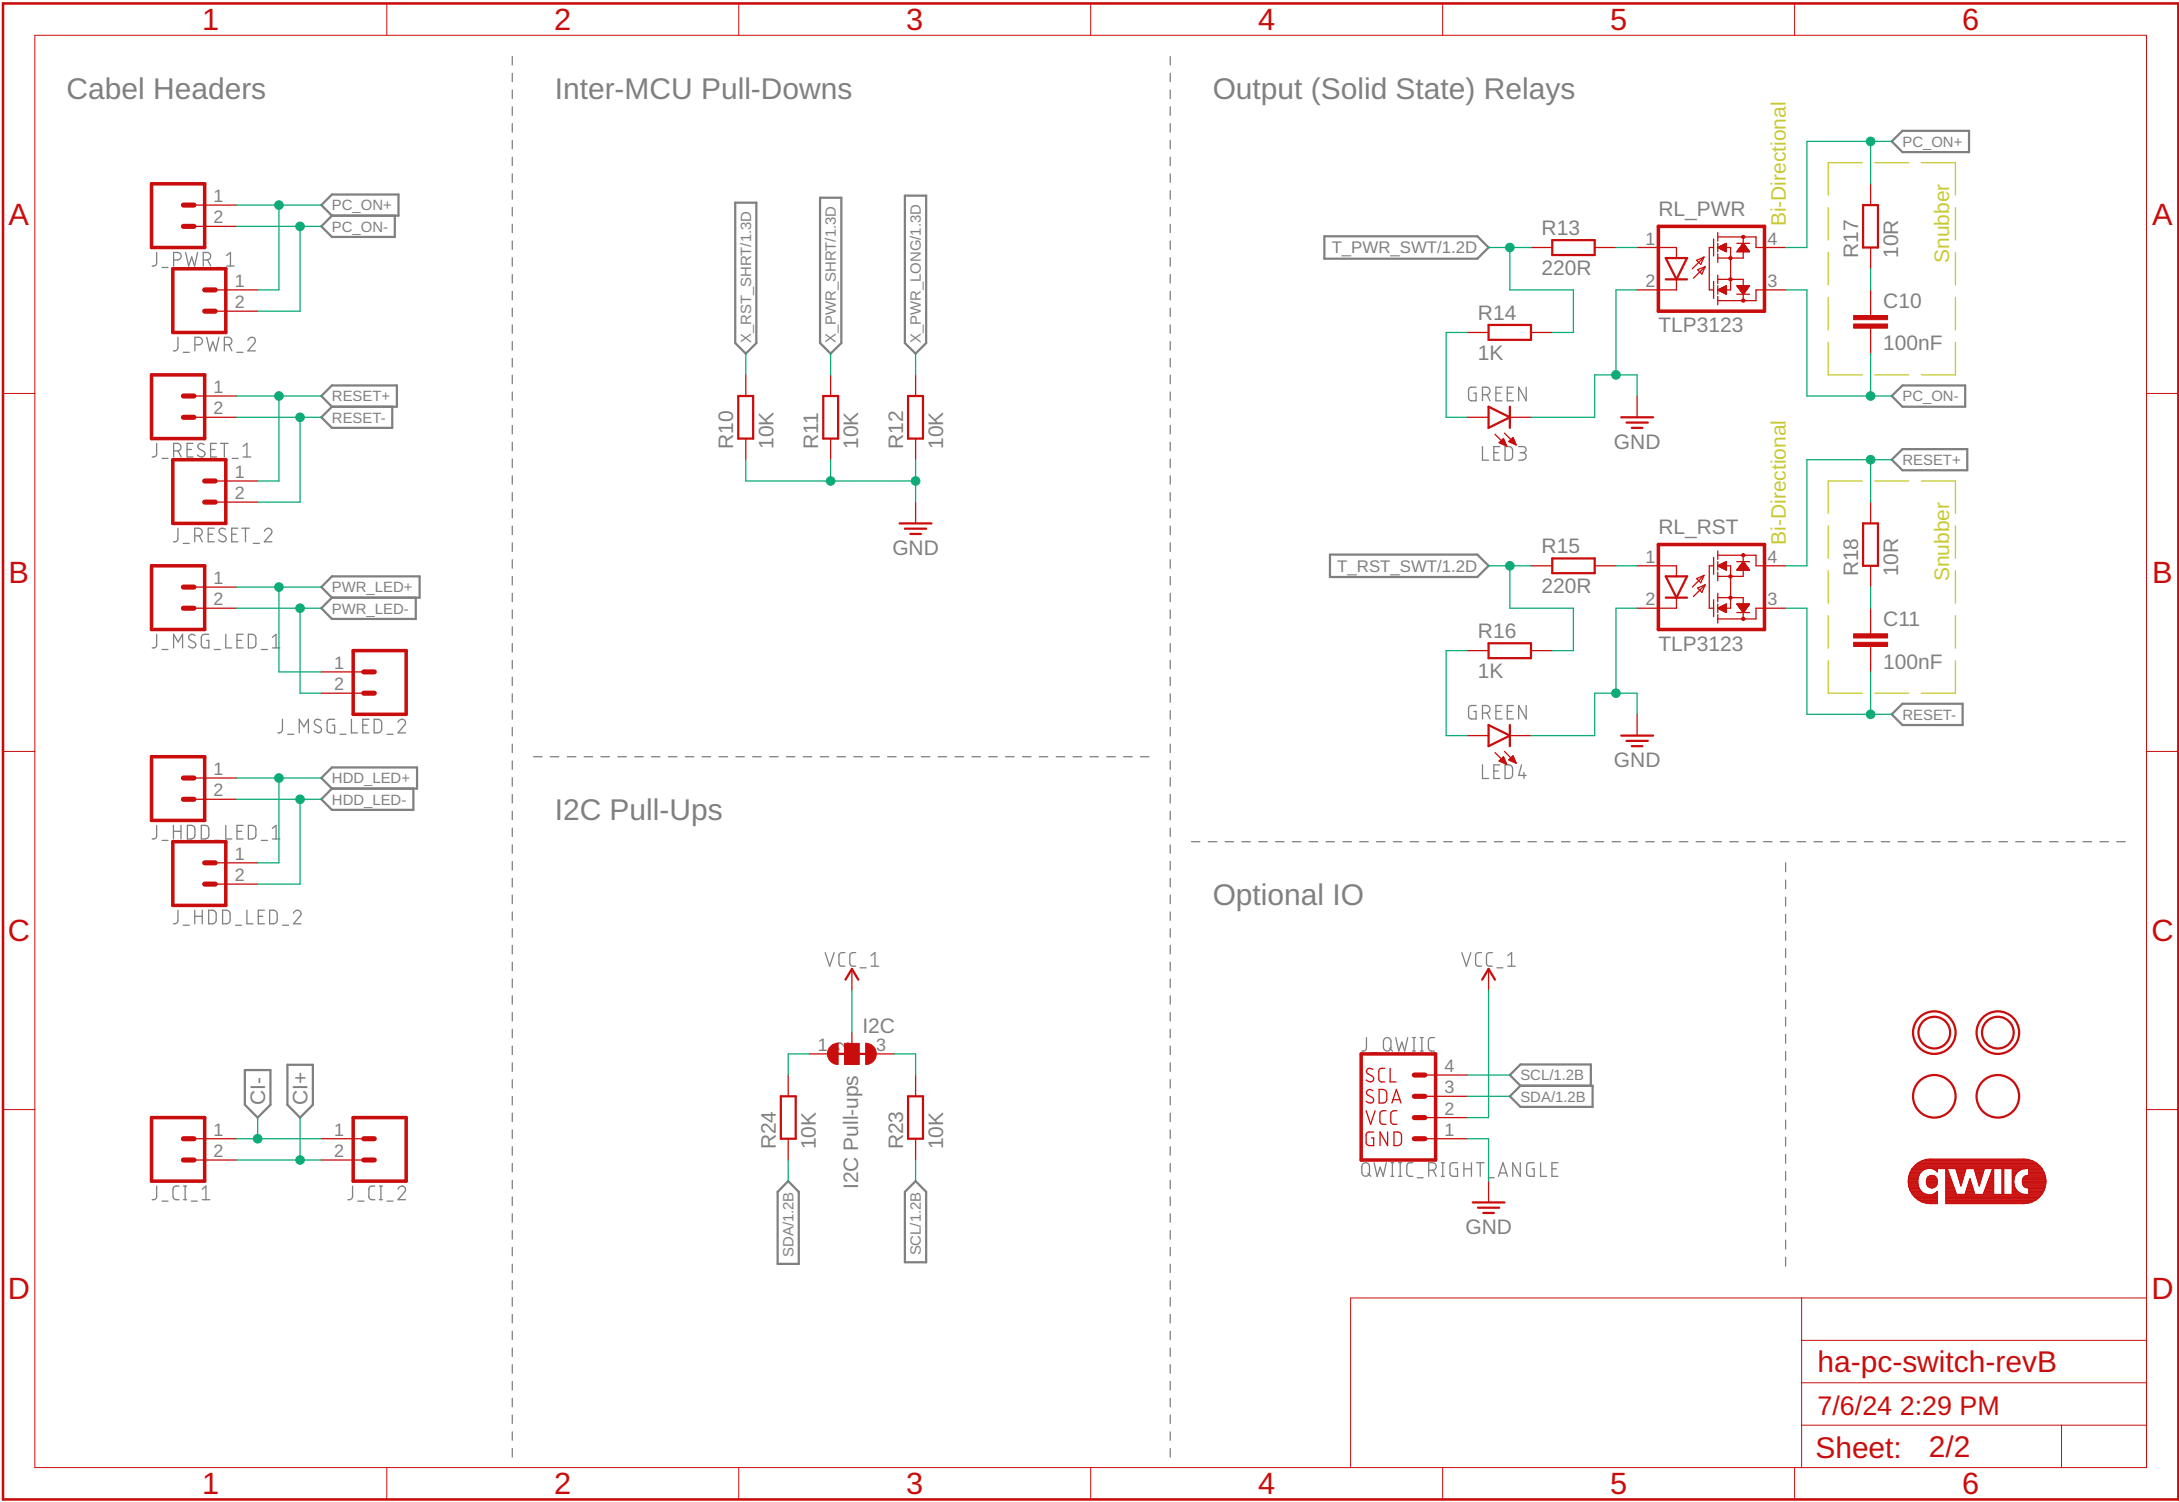 1 2 3 4 5 6
A
B
C
D
Cabel Headers
1
2
PC_ON+
PC_ON-
J_PWR_1
1
2
J_PWR_2
1
2
RESET+
RESET-
J_RESET_1
1
2
J_RESET_2
1
2
PWR_LED+
PWR_LED-
J_MSG_LED_1
1
2
J_MSG_LED_2
1
2
HDD_LED+
HDD_LED-
J_HDD_LED_1
1
2
J_HDD_LED_2
CI-
CI+
1
2
1
2
J_CI_1
J_CI_2
Inter-MCU Pull-Downs
X_RST_SHRT/1.3D
X_PWR_SHRT/1.3D
X_PWR_LONG/1.3D
R10
10K
R11
10K
R12
10K
GND
I2C Pull-Ups
VCC_1
I2C
1
2
3
I2C Pull-ups
R24
10K
R23
10K
SDA/1.2B
SCL/1.2B
Output (Solid State) Relays
T_PWR_SWT/1.2D
R13
220R
R14
1K
GREEN
LED3
GND
RL_PWR
1
2
4
3
TLP3123
Bi-Directional
PC_ON+
R17
10R
Snubber
C10
100nF
PC_ON-
T_RST_SWT/1.2D
R15
220R
R16
1K
GREEN
LED4
GND
RL_RST
1
2
4
3
TLP3123
Bi-Directional
RESET+
R18
10R
Snubber
C11
100nF
RESET-
Optional IO
VCC_1
J_QWIIC
SCL 4
SDA 3
VCC 2
GND 1
SCL/1.2B
SDA/1.2B
QWIIC_RIGHT_ANGLE
GND
qwiic
ha-pc-switch-revB
7/6/24 2:29 PM
Sheet: 2/2
A
B
C
D
1 2 3 4 5 6